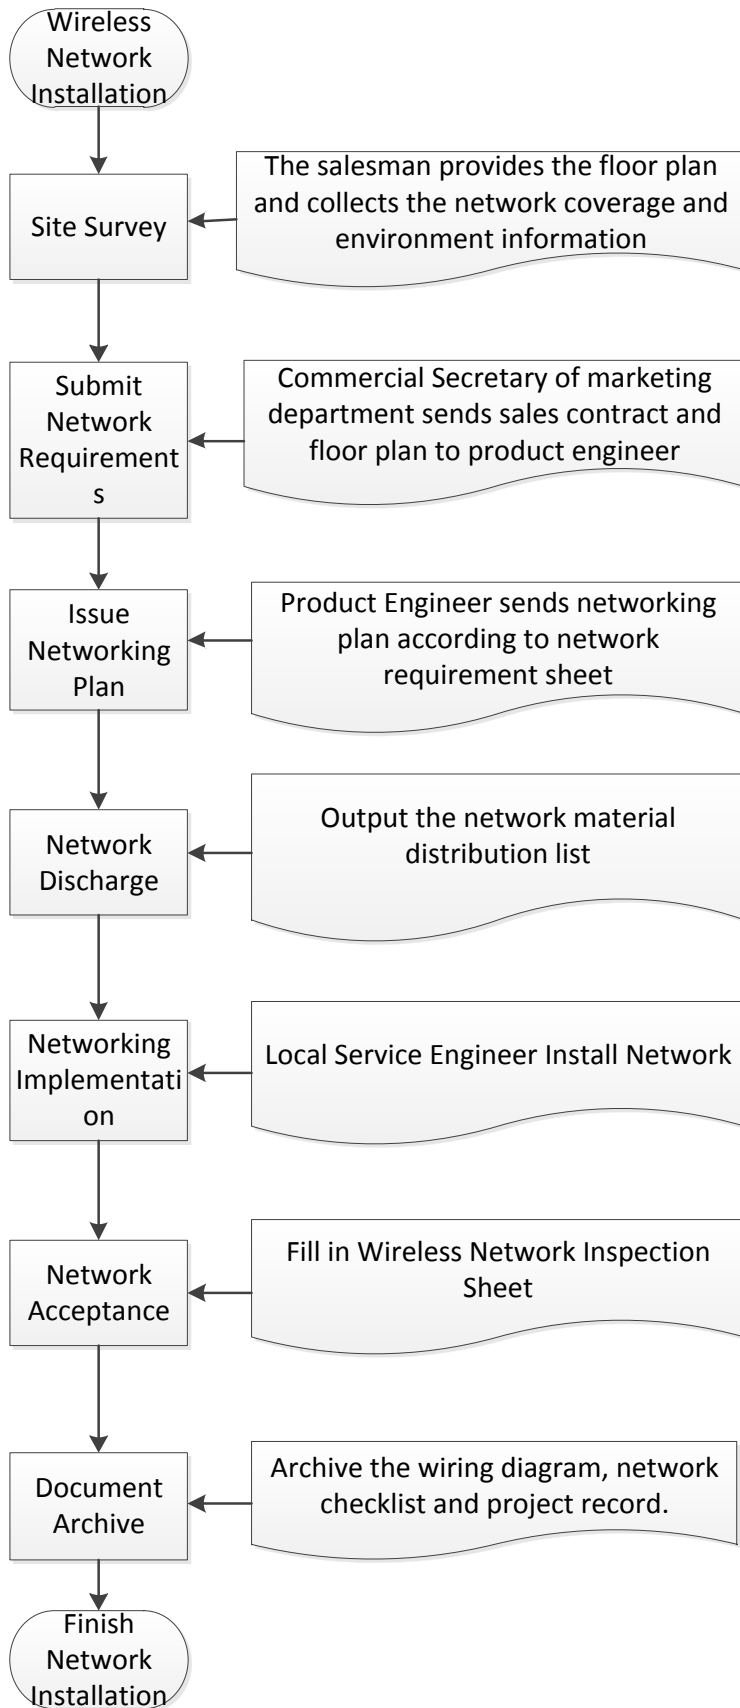 Wireless
Network
Installation
Site Survey
The salesman provides the floor plan
and collects the network coverage and
environment information
Submit
Network
Requirement
s
Commercial Secretary of marketing
department sends sales contract and
floor plan to product engineer
Issue
Networking
Plan
Product Engineer sends networking
plan according to network
requirement sheet
Network
Discharge
Output the network material
distribution list
Networking
Implementati
on
Local Service Engineer Install Network
Network
Acceptance
Fill in Wireless Network Inspection
Sheet
Document
Archive
Archive the wiring diagram, network
checklist and project record.
Finish
Network
Installation